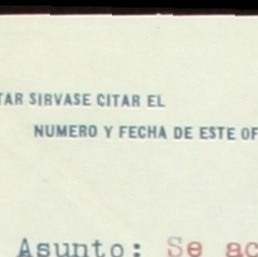 TAR SIRVASE CITAR EL
NUMERO Y FECHA DE ESTE OF
Asunto: Se ac